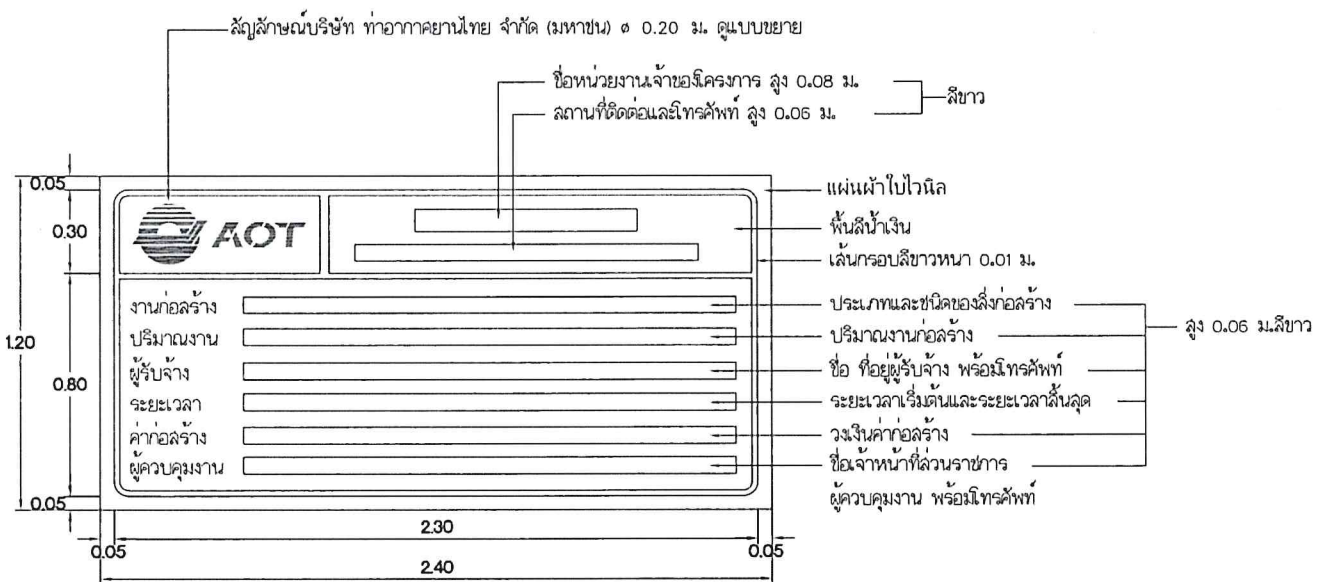 สัญลักษณ์บริษัท ท่าอากาศยานไทย จำกัด (มหาชน) ø 0.20 ม. ดูแบบขยาย
ชื่อหน่วยงานเจ้าของโครงการ สูง 0.08 ม.
สีขาว
สถานที่ติดต่อและโทรศัพท์ สูง 0.06 ม.
0.05
แผ่นผ้าใบไวนิล
0.30
AOT
พื้นสีน้ำเงิน
เส้นกรอบสีขาวหนา 0.01 ม.
งานก่อสร้าง
ประเภทและชนิดของสิ่งก่อสร้าง
1.20
ปริมาณงาน
ปริมาณงานก่อสร้าง
สูง 0.06 ม.สีขาว
0.80
ผู้รับจ้าง
ชื่อ ที่อยู่ผู้รับจ้าง พร้อมโทรศัพท์
ระยะเวลา
ระยะเวลาเริ่มต้นและระยะเวลาสิ้นสุด
ค่าก่อสร้าง
วงเงินค่าก่อสร้าง
ผู้ควบคุมงาน
ชื่อเจ้าหน้าที่ส่วนราชการ
ผู้ควบคุมงาน พร้อมโทรศัพท์
0.05
2.30
0.05
0.05
2.40